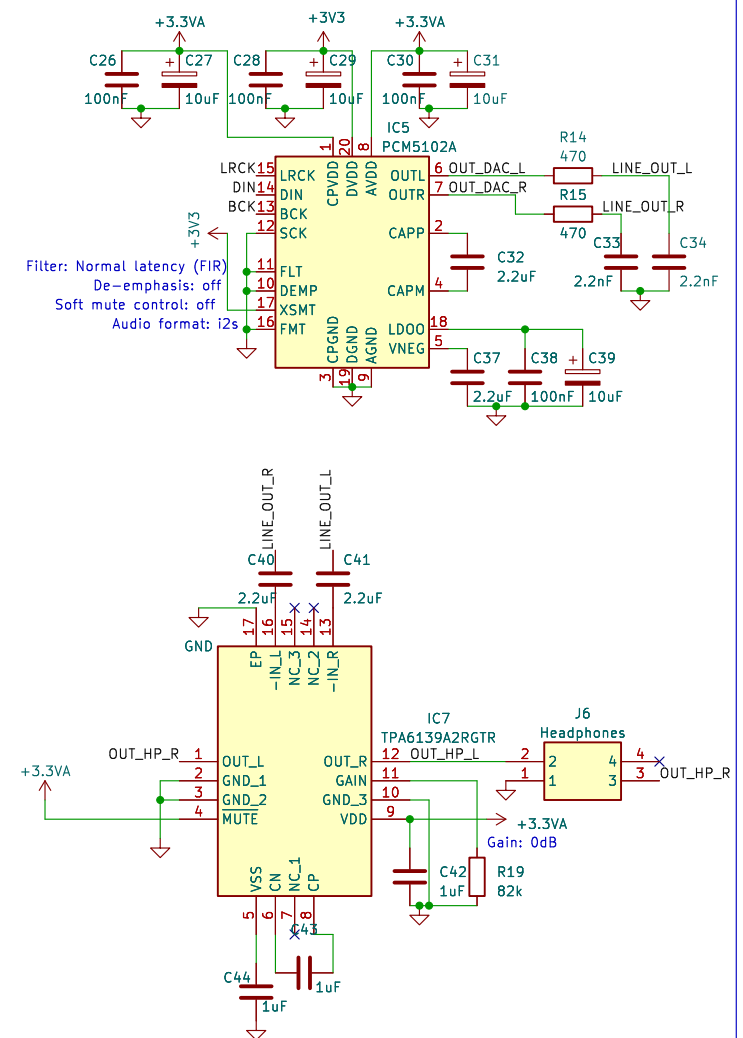 +3.3VA
+3V3
+3.3VA
C26
C27
C28
C29
C30
C31
100nF
10uF
100nF
10uF
100nF
10uF
IC5
PCM5102A
1
20
8
CPVDD
DVDD
AVDD
LRCK
15
LRCK
DIN
14
DIN
BCK
13
BCK
12
SCK
+3V3
11
FLT
10
DEMP
17
XSMT
16
FMT
Filter: Normal latency (FIR)
De-emphasis: off
Soft mute control: off
Audio format: i2s
OUTL
6
OUT_DAC_L
OUTR
7
OUT_DAC_R
CAPP
2
CAPM
4
LDOO
18
VNEG
5
CPGND
DGND
AGND
3
19
9
R14
470
LINE_OUT_L
R15
470
LINE_OUT_R
C33
2.2nF
C34
2.2nF
C32
2.2uF
C37
2.2uF
C38
100nF
C39
10uF
LINE_OUT_R
LINE_OUT_L
C40
2.2uF
C41
2.2uF
GND
17
16
15
14
13
EP
-IN_L
NC_3
NC_2
-IN_R
IC7
TPA6139A2RGTR
OUT_HP_R
1
OUT_L
2
GND_1
3
GND_2
4
MUTE
+3.3VA
OUT_R
12
OUT_HP_L
GAIN
11
GND_3
10
VDD
9
+3.3VA
Gain: 0dB
J6
Headphones
2
2
1
1
4
4
3
3
OUT_HP_R
C42
1uF
R19
82k
VSS
CN
NC_1
CP
5
6
7
8
C43
1uF
C44
1uF